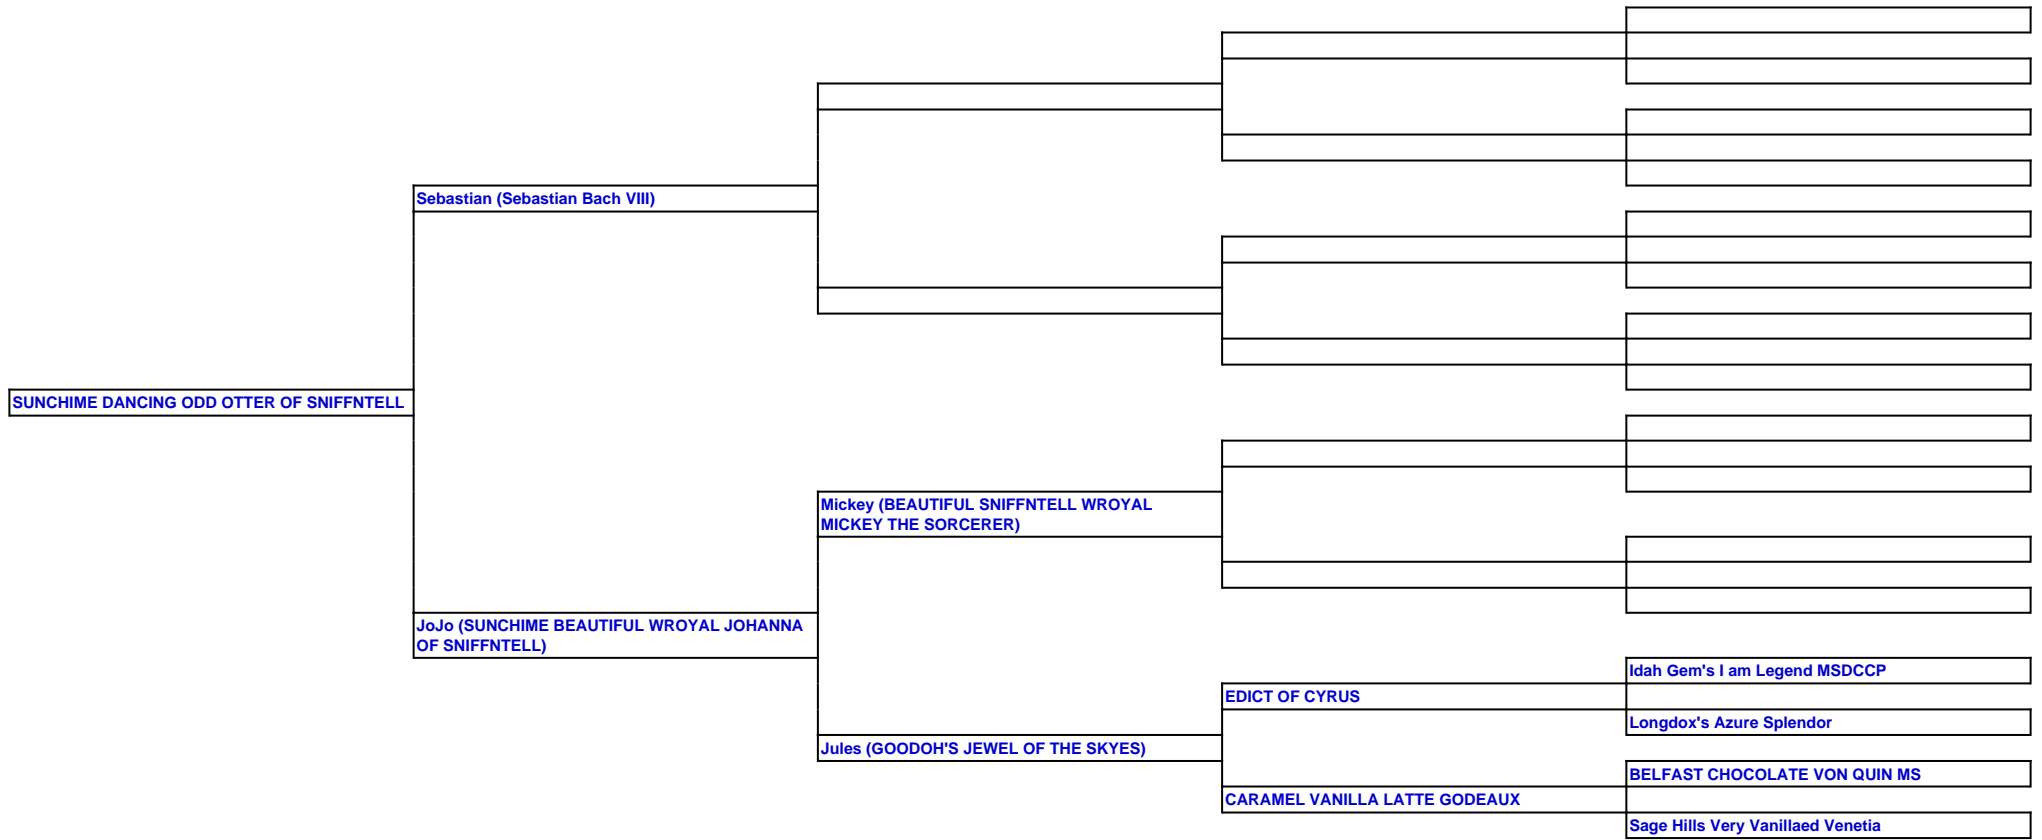 Sebastian (Sebastian Bach VIII)
SUNCHIME DANCING ODD OTTER OF SNIFFNTELL
Mickey (BEAUTIFUL SNIFFNTELL WROYAL
MICKEY THE SORCERER)
JoJo (SUNCHIME BEAUTIFUL WROYAL JOHANNA
OF SNIFFNTELL)
Idah Gem's I am Legend MSDCCP
EDICT OF CYRUS
Longdox's Azure Splendor
Jules (GOODOH'S JEWEL OF THE SKYES)
BELFAST CHOCOLATE VON QUIN MS
CARAMEL VANILLA LATTE GODEAUX
Sage Hills Very Vanillaed Venetia